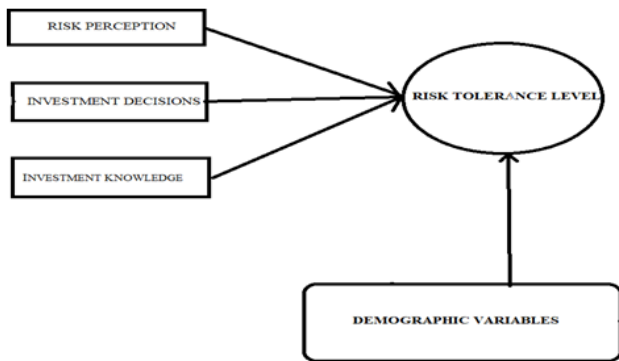 RISK PERCEPTION
INVESTMENT DECISIONS
RISK TOLERANCE LEVEL
INVESTMENT KNOWLEDGE
DEMOGRAPHIC VARIABLES